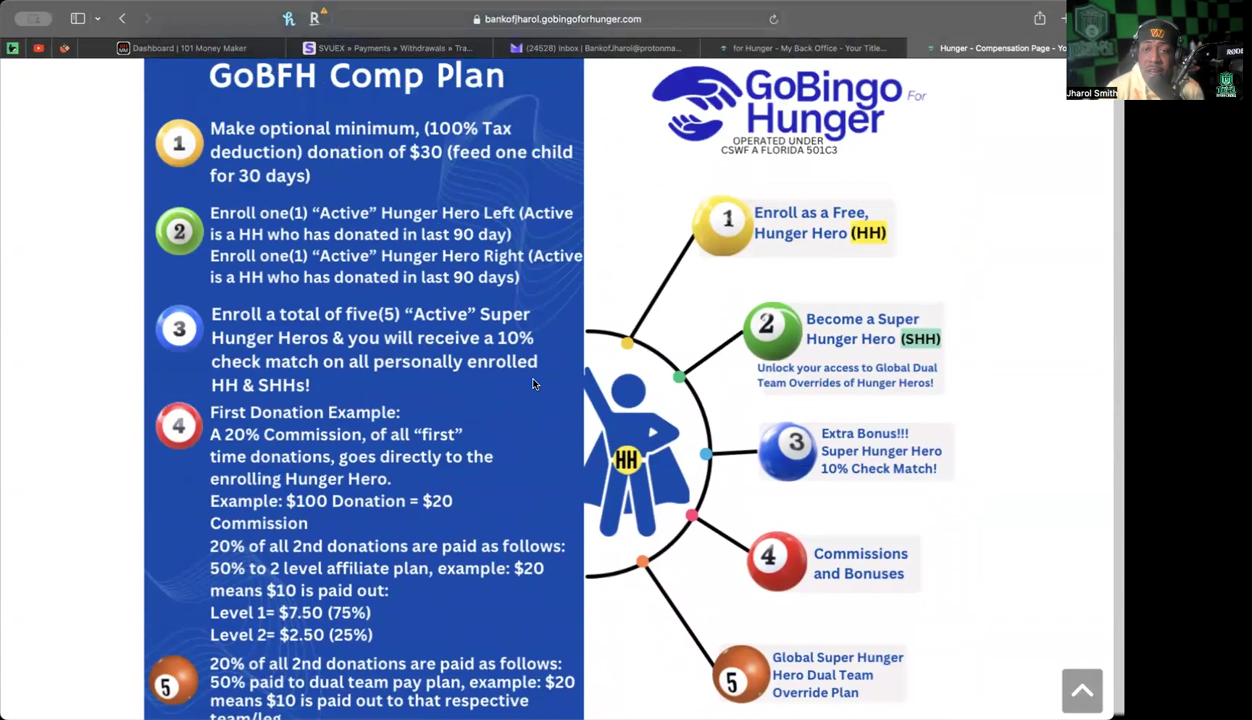 bankofjharol.gobingoforhunger.com
Dashboard | 101 Money Maker
SVUEX » Payments » Withdrawals » Tra...
(24528) Inbox | Bankofjharol@protonma...
for Hunger - My Back Office - Your Title...
Hunger - Compensation Page - Yo
Jharol Smith
GoBFH Comp Plan
1
Make optional minimum, (100% Tax
deduction) donation of $30 (feed one child
for 30 days)
2
Enroll one(1) “Active” Hunger Hero Left (Active
is a HH who has donated in last 90 day)
Enroll one(1) “Active” Hunger Hero Right (Active
is a HH who has donated in last 90 days)
3
Enroll a total of five(5) “Active” Super
Hunger Heros & you will receive a 10%
check match on all personally enrolled
HH & SHHs!
4
First Donation Example:
A 20% Commission, of all “first”
time donations, goes directly to the
enrolling Hunger Hero.
Example: $100 Donation = $20
Commission
20% of all 2nd donations are paid as follows:
50% to 2 level affiliate plan, example: $20
means $10 is paid out:
Level 1= $7.50 (75%)
Level 2= $2.50 (25%)
5
20% of all 2nd donations are paid as follows:
50% paid to dual team pay plan, example: $20
means $10 is paid out to that respective
team/leg
GoBingo For
Hunger
OPERATED UNDER
CSWF A FLORIDA 501C3
1
Enroll as a Free,
Hunger Hero (HH)
2
Become a Super
Hunger Hero (SHH)
Unlock your access to Global Dual
Team Overrides of Hunger Heros!
3
Extra Bonus!!!
Super Hunger Hero
10% Check Match!
HH
4
Commissions
and Bonuses
5
Global Super Hunger
Hero Dual Team
Override Plan